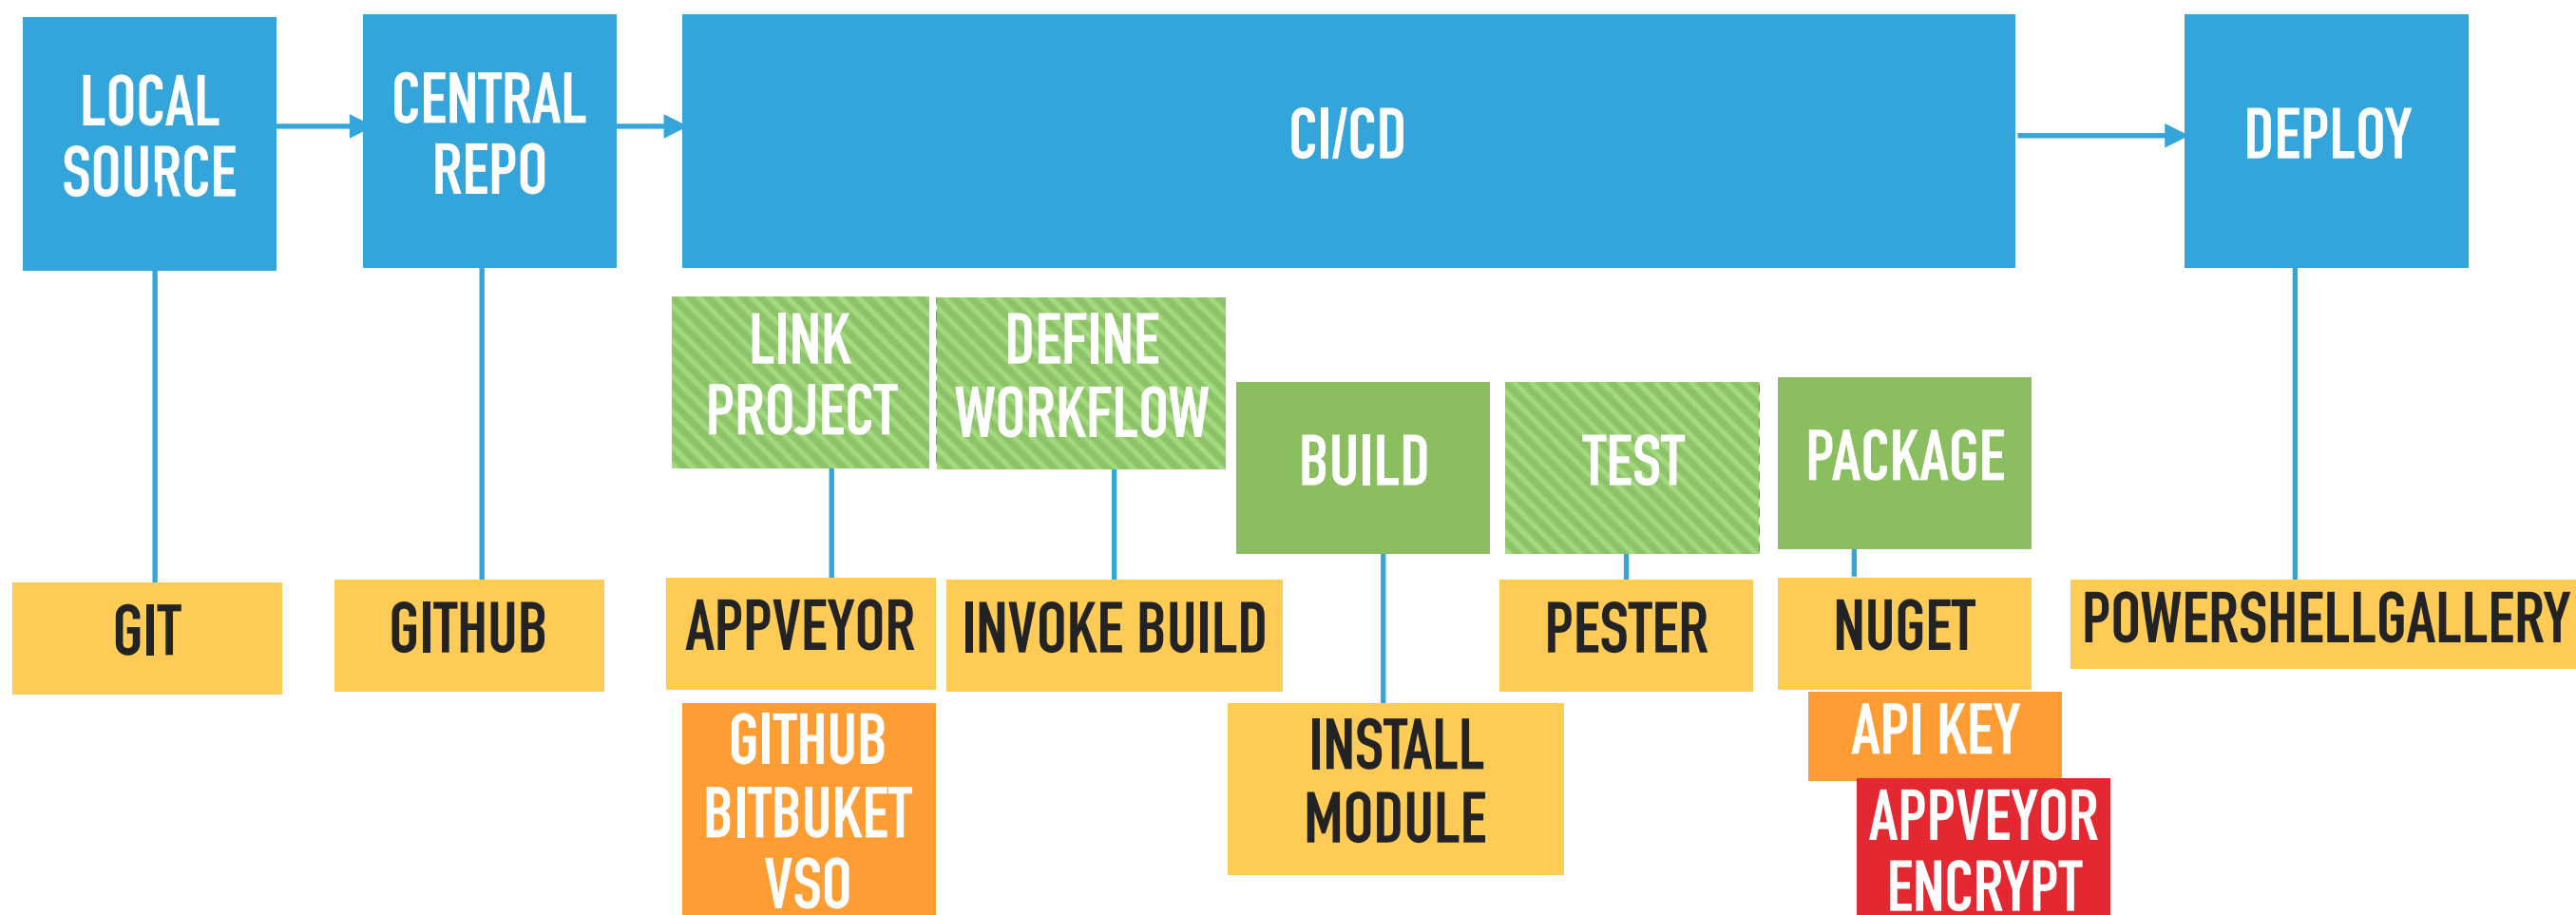 LOCAL
SOURCE
CENTRAL
REPO
CI/CD
DEPLOY
LINK
PROJECT
DEFINE
WORKFLOW
BUILD
TEST
PACKAGE
GIT
GITHUB
APPVEYOR
INVOKE BUILD
PESTER
NUGET
POWERSHELLGALLERY
GITHUB
BITBUKET
VSO
INSTALL
MODULE
API KEY
APPVEYOR
ENCRYPT